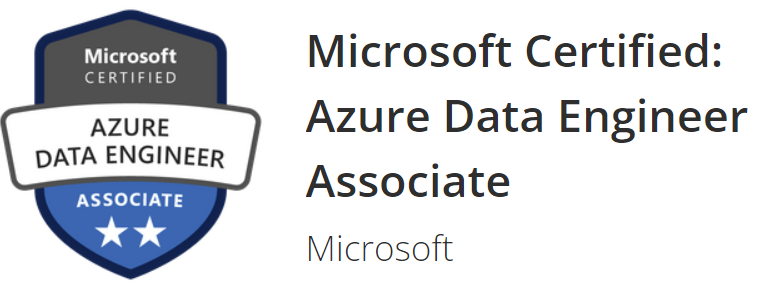 Microsoft
CERTIFIED
AZURE
DATA ENGINEER
ASSOCIATE
Microsoft Certified:
Azure Data Engineer
Associate
Microsoft